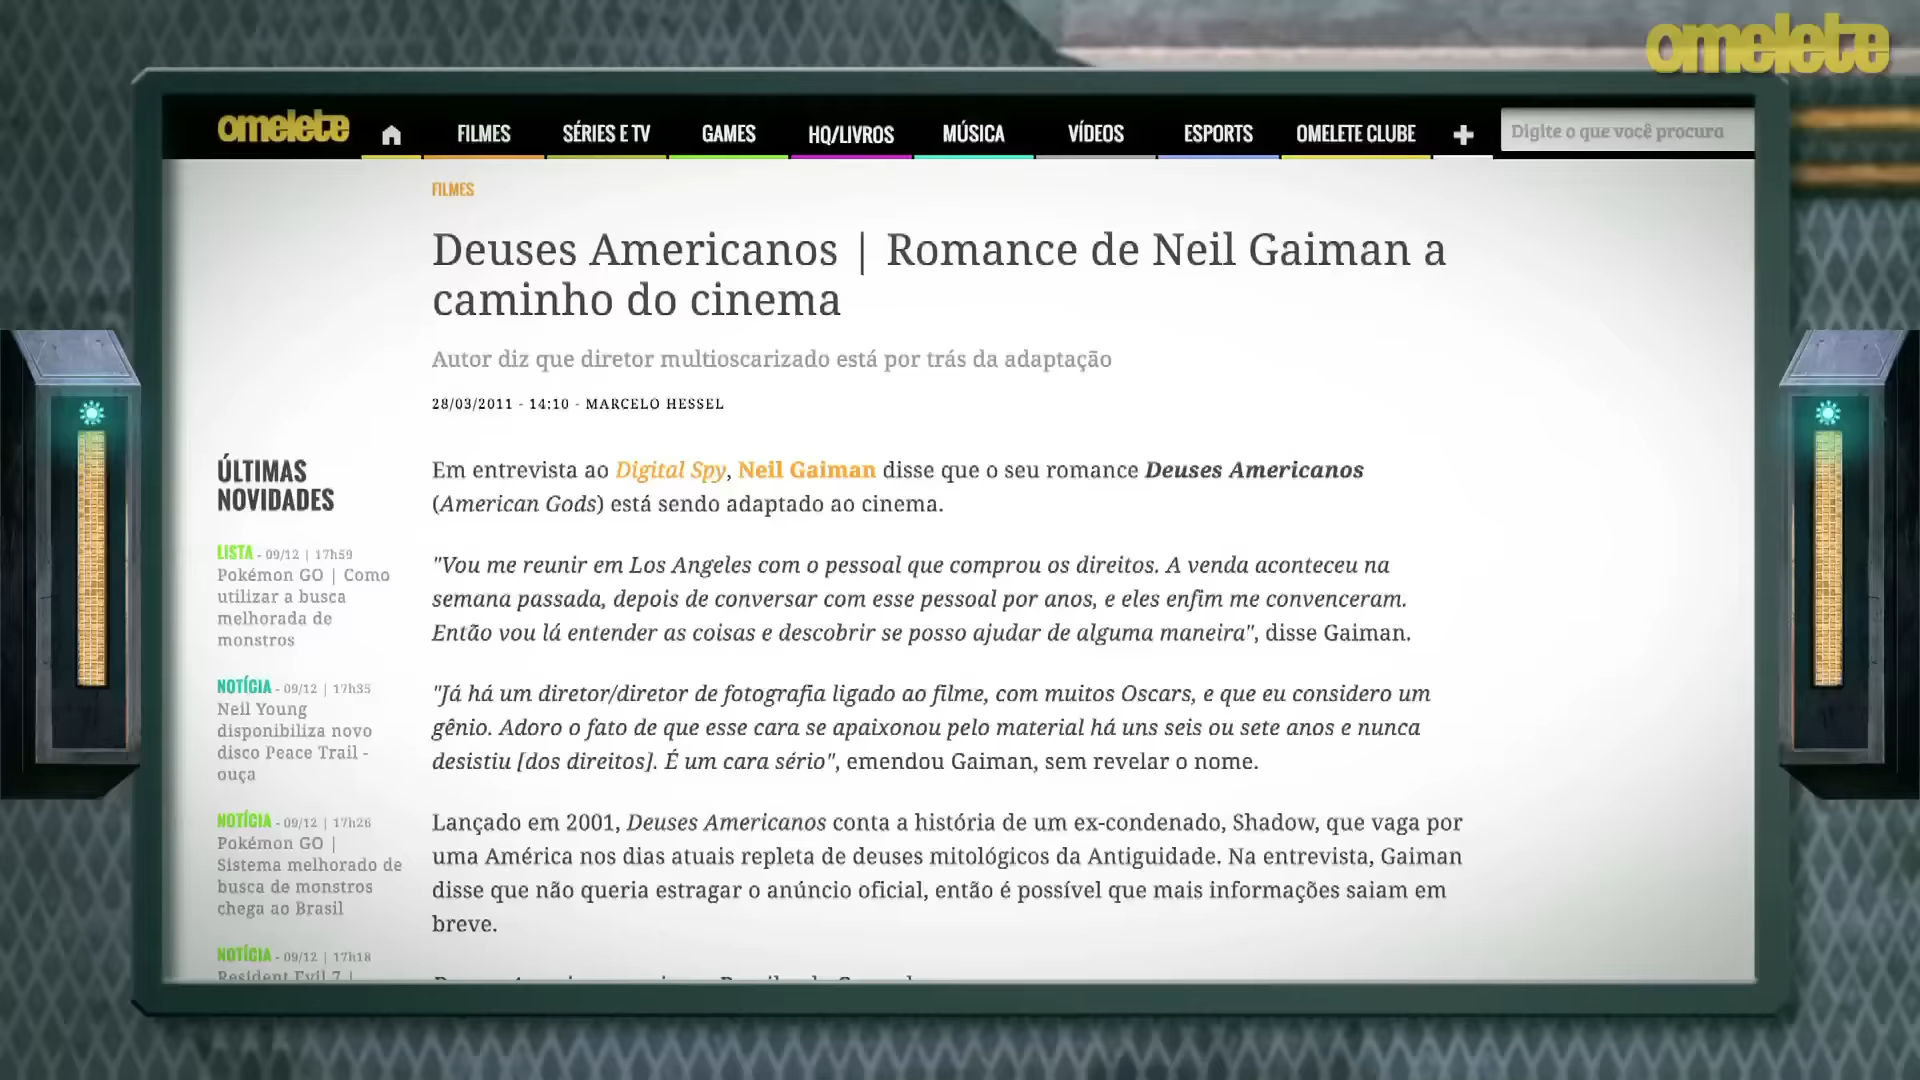 omelete
omelete
FILMES
SÉRIES E TV
GAMES
HQ/LIVROS
MÚSICA
VÍDEOS
ESPORTS
OMELETE CLUBE
Digite o que você procura
FILMES
Deuses Americanos | Romance de Neil Gaiman a
caminho do cinema
Autor diz que diretor multioscarizado está por trás da adaptação
28/03/2011 - 14:10 - MARCELO HESSEL
Em entrevista ao Digital Spy, Neil Gaiman disse que o seu romance Deuses Americanos
(American Gods) está sendo adaptado ao cinema.
"Vou me reunir em Los Angeles com o pessoal que comprou os direitos. A venda aconteceu na
semana passada, depois de conversar com esse pessoal por anos, e eles enfim me convenceram.
Então vou lá entender as coisas e descobrir se posso ajudar de alguma maneira", disse Gaiman.
"Já há um diretor/diretor de fotografia ligado ao filme, com muitos Oscars, e que eu considero um
gênio. Adoro o fato de que esse cara se apaixonou pelo material há uns seis ou sete anos e nunca
desistiu [dos direitos]. É um cara sério", emendou Gaiman, sem revelar o nome.
Lançado em 2001, Deuses Americanos conta a história de um ex-condenado, Shadow, que vaga por
uma América nos dias atuais repleta de deuses mitológicos da Antiguidade. Na entrevista, Gaiman
disse que não queria estragar o anúncio oficial, então é possível que mais informações saiam em
breve.
ÚLTIMAS
NOVIDADES
LISTA - 09/12 | 17h59
Pokémon GO | Como
utilizar a busca
melhorada de
monstros
NOTÍCIA - 09/12 | 17h35
Neil Young
disponibiliza novo
disco Peace Trail -
ouça
NOTÍCIA - 09/12 | 17h26
Pokémon GO |
Sistema melhorado de
busca de monstros
chega ao Brasil
NOTÍCIA - 09/12 | 17h18
Resident Evil 7 |